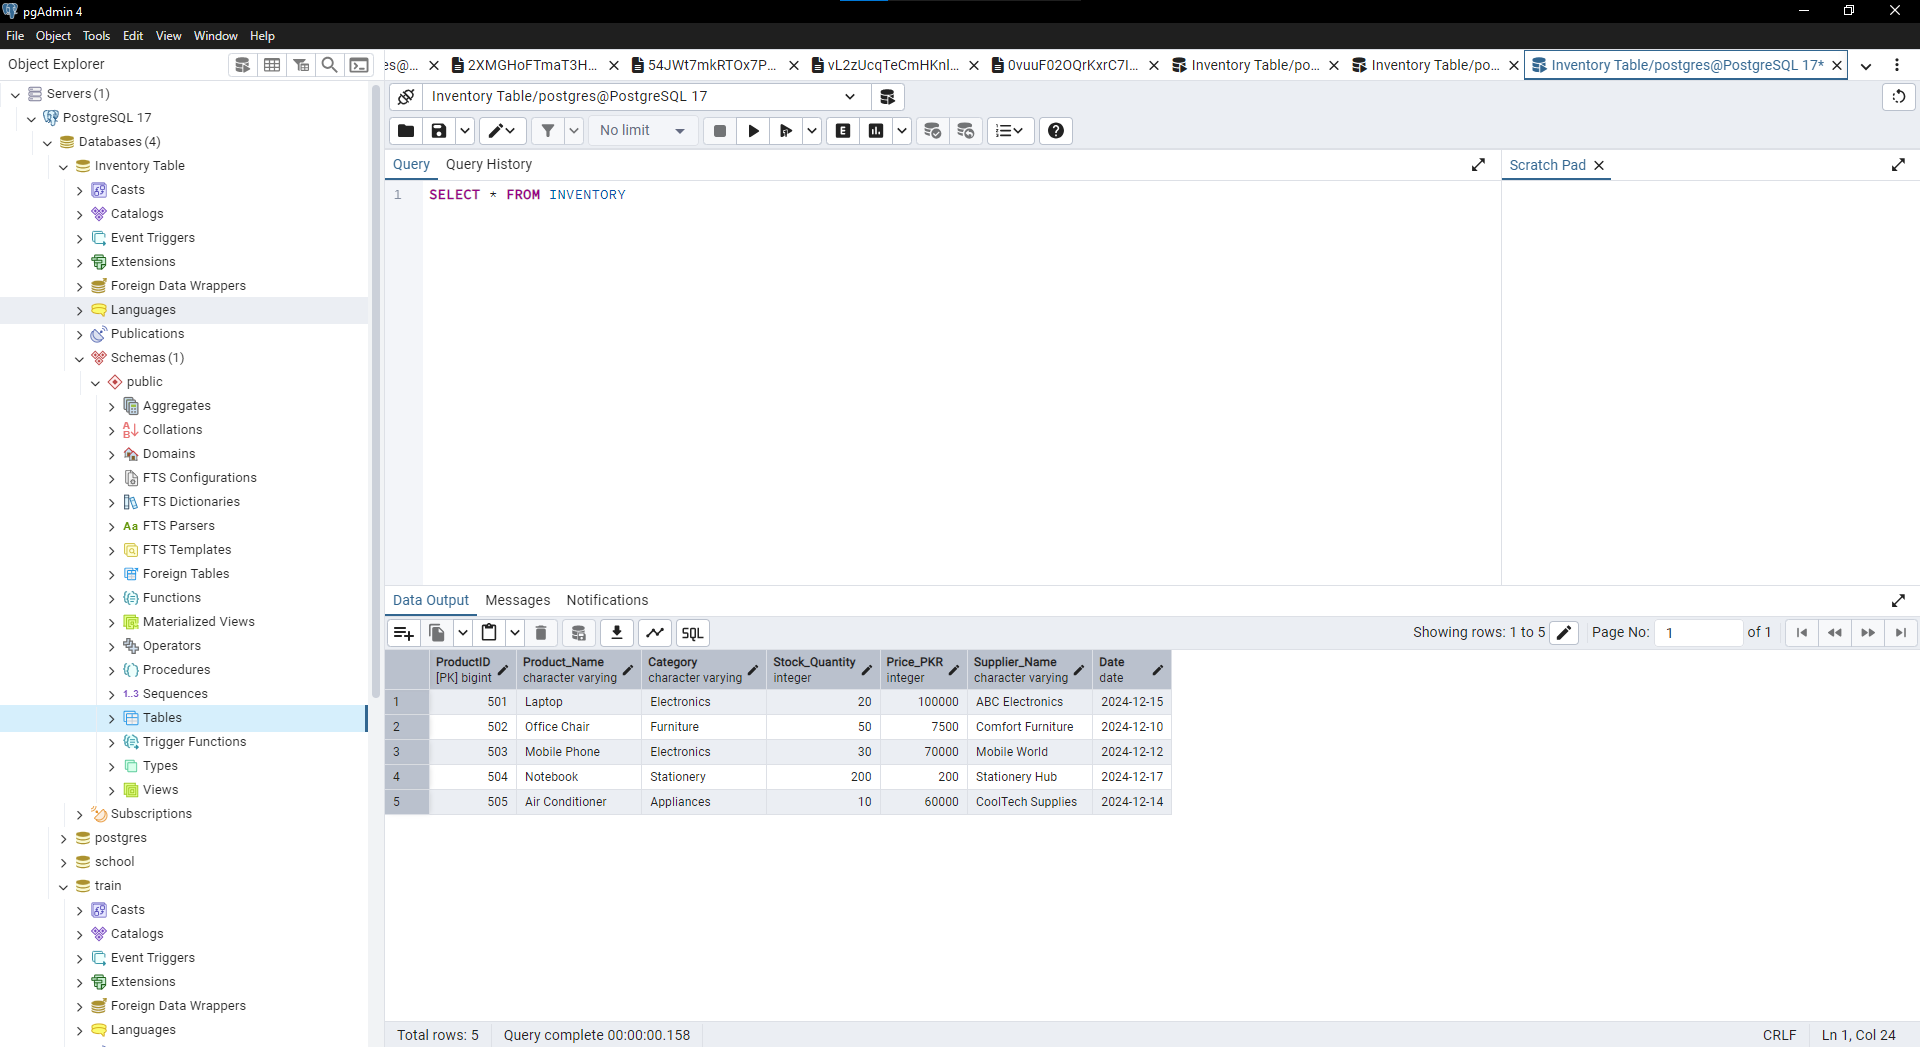 pgAdmin 4
File Object Tools Edit View Window Help
Object Explorer
es@...
2XMGHoFTmaT3H...
54JWt7mkRTOx7P...
vL2zUcqTeCmHKnl...
0vuuF02OQrKxrC7l...
Inventory Table/po...
Inventory Table/po...
Inventory Table/postgres@PostgreSQL 17*
Servers (1)
PostgreSQL 17
Databases (4)
Inventory Table
Casts
Catalogs
Event Triggers
Extensions
Foreign Data Wrappers
Languages
Publications
Schemas (1)
public
Aggregates
Collations
Domains
FTS Configurations
FTS Dictionaries
Aa FTS Parsers
FTS Templates
Foreign Tables
Functions
Materialized Views
Operators
Procedures
1..3 Sequences
Tables
Trigger Functions
Types
Views
Subscriptions
postgres
school
train
Casts
Catalogs
Event Triggers
Extensions
Foreign Data Wrappers
Languages
Inventory Table/postgres@PostgreSQL 17
No limit
E
Query Query History
Scratch Pad
1 SELECT * FROM INVENTORY
Data Output Messages Notifications
SQL
Showing rows: 1 to 5 Page No: 1 of 1
ProductID Product_Name Category Stock_Quantity Price_PKR Supplier_Name Date
[PK] bigint character varying character varying integer integer character varying date
1 501 Laptop Electronics 20 100000 ABC Electronics 2024-12-15
2 502 Office Chair Furniture 50 7500 Comfort Furniture 2024-12-10
3 503 Mobile Phone Electronics 30 70000 Mobile World 2024-12-12
4 504 Notebook Stationery 200 200 Stationery Hub 2024-12-17
5 505 Air Conditioner Appliances 10 60000 CoolTech Supplies 2024-12-14
Total rows: 5 Query complete 00:00:00.158 CRLF Ln 1, Col 24